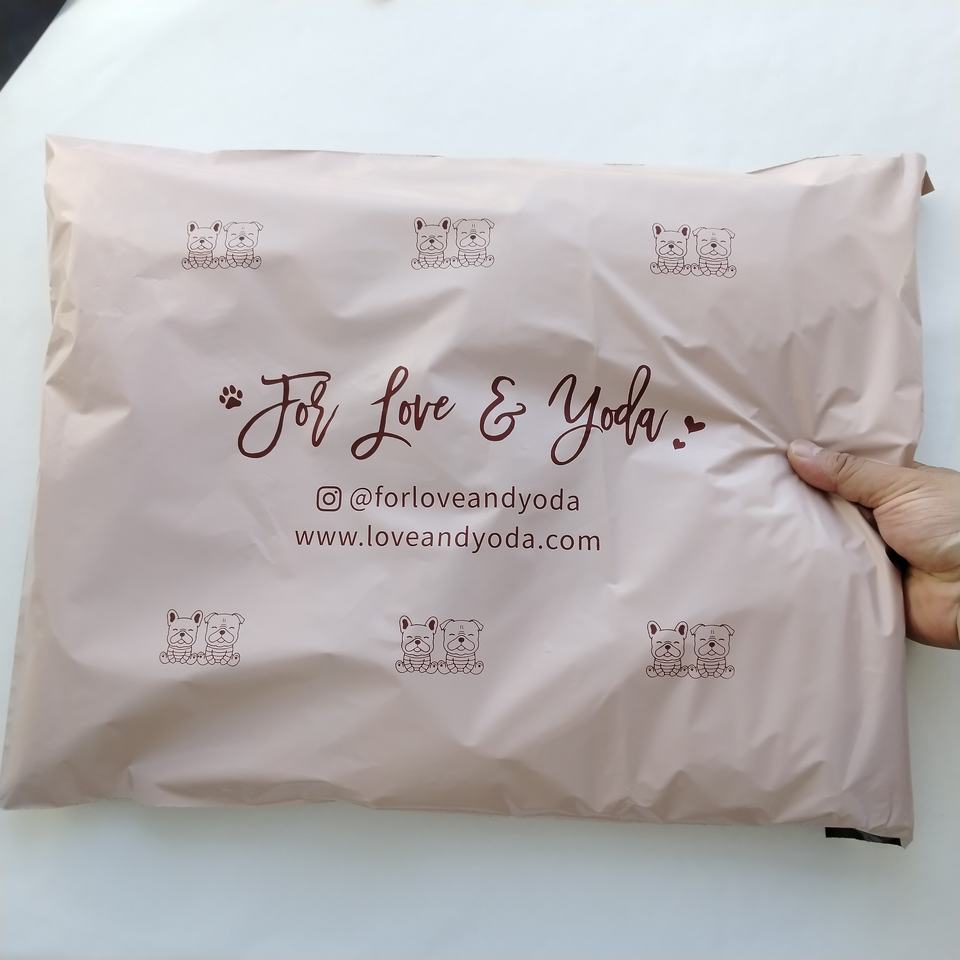 For Love & Yoda
@forloveandyoda
www.loveandyoda.com